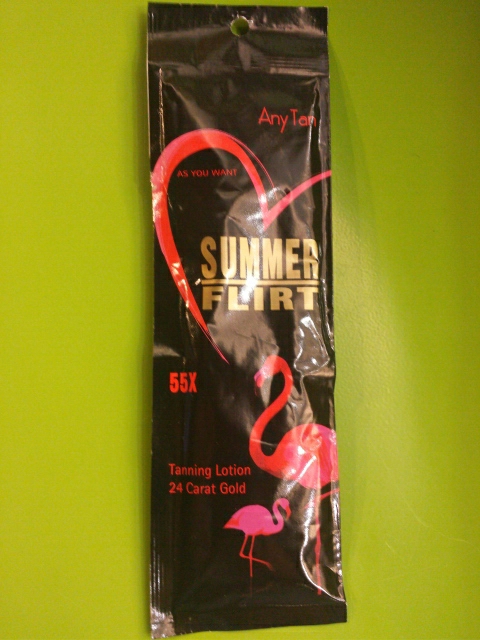 Any Tan
AS YOU WANT
SUMMER
FLIRT
55X
Tanning Lotion
24 Carat Gold